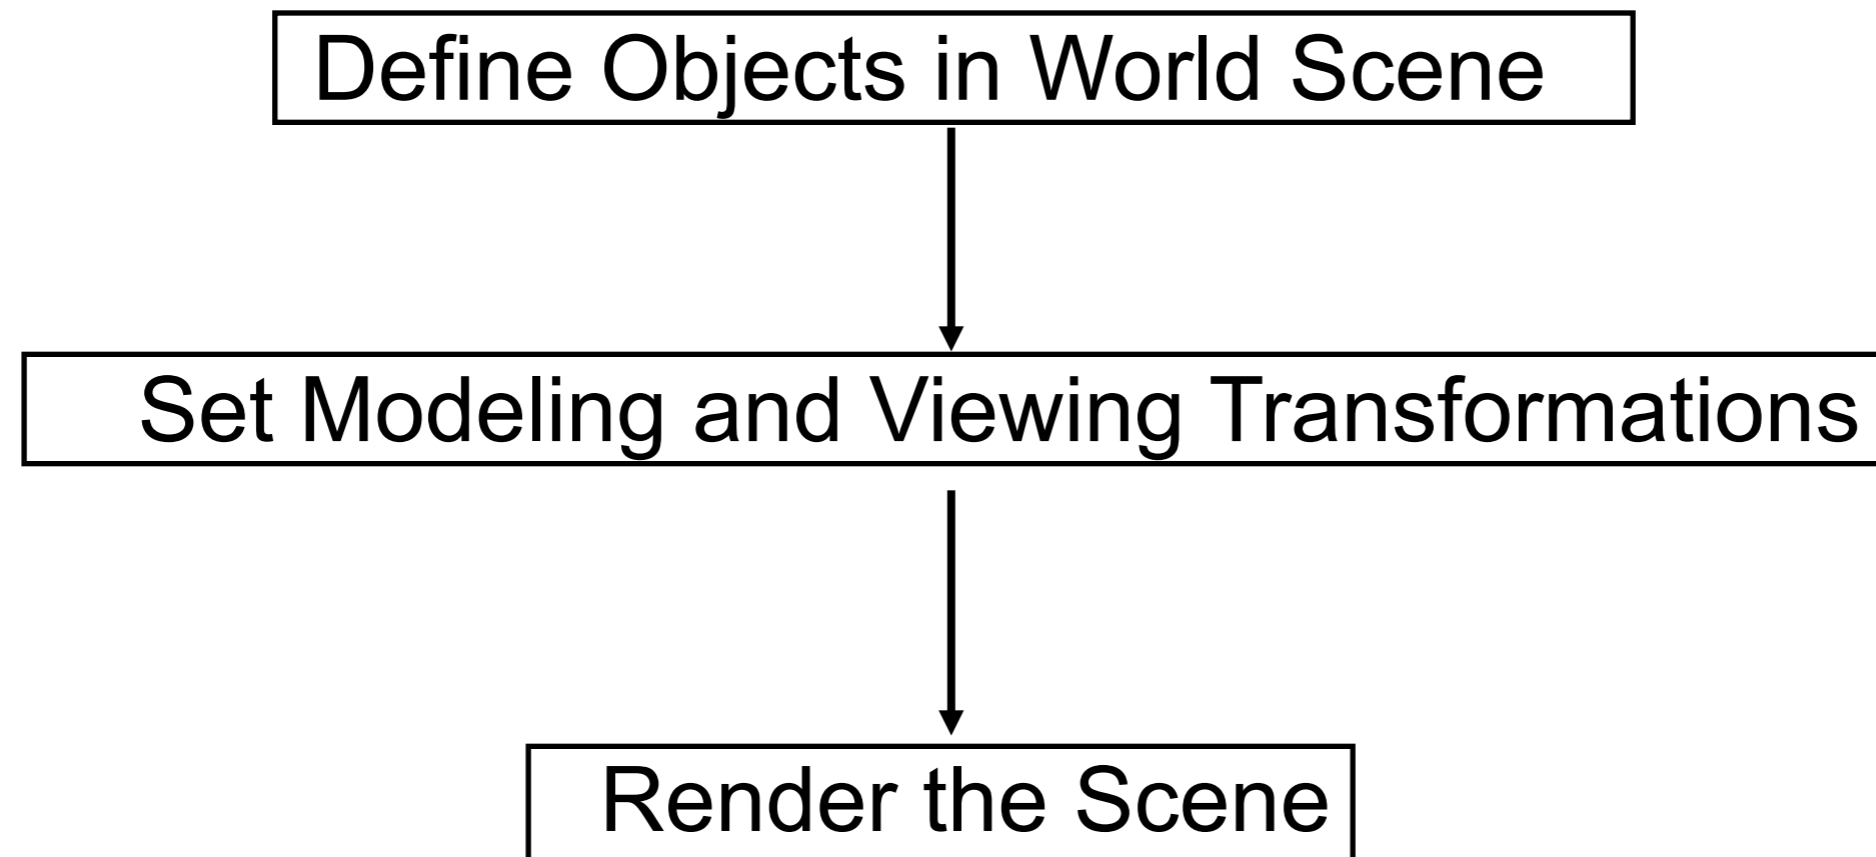 Define Objects in World Scene
Set Modeling and Viewing Transformations
Render the Scene